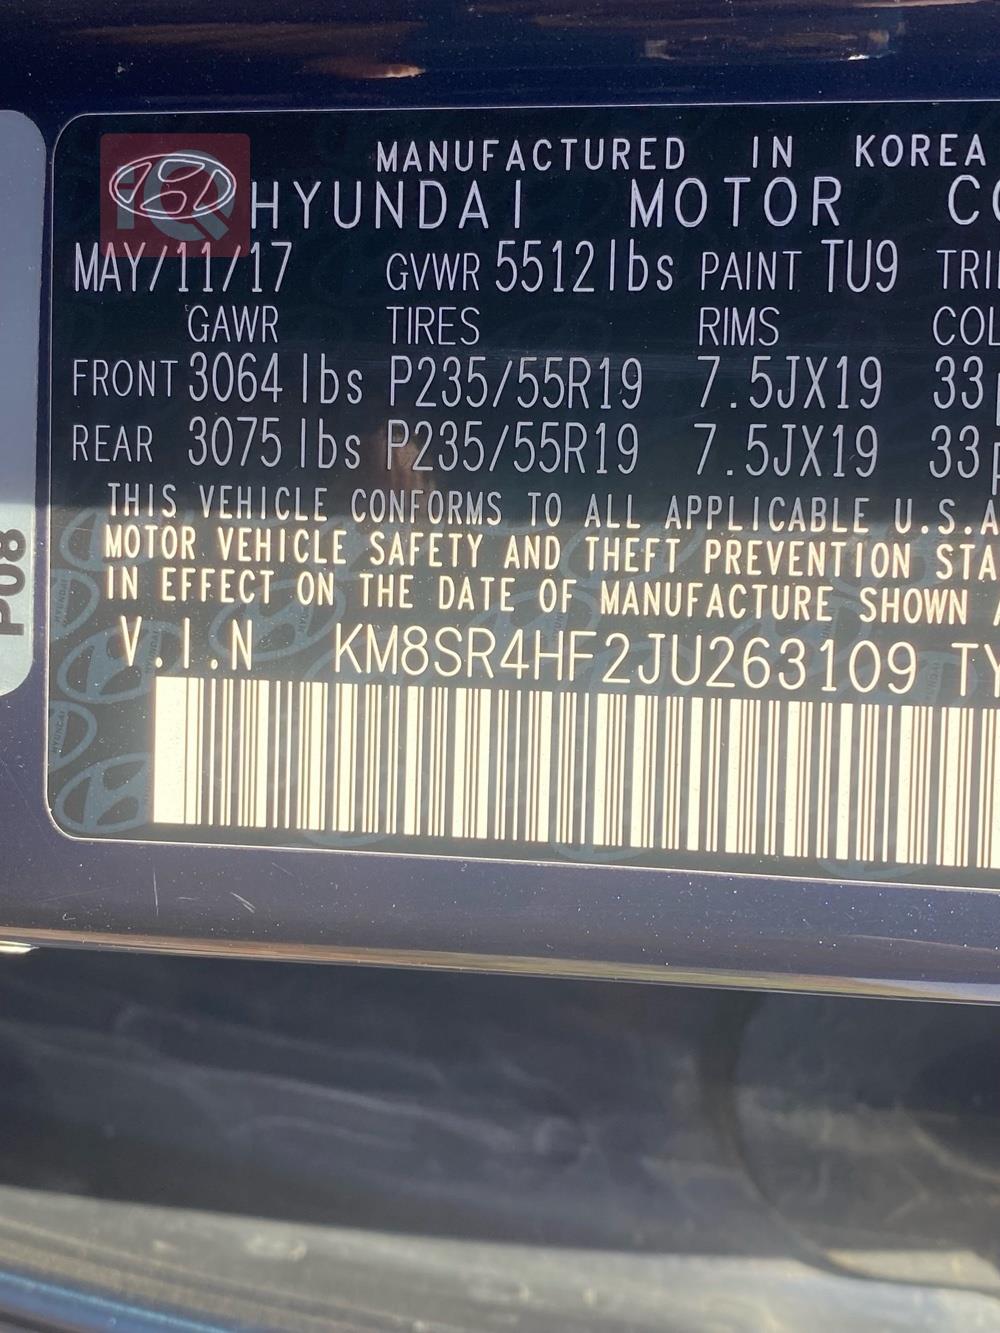 MANUFACTURED IN KOREA
HYUNDAI MOTOR
MAY/11/17 GVWR 5512lbs PAINT TU9
GAWR TIRES RIMS
FRONT 3064 lbs P235/55R19 7.5JX19 33
REAR 3075 lbs P235/55R19 7.5JX19 33
THIS VEHICLE CONFORMS TO ALL APPLICABLE U.S.A
MOTOR VEHICLE SAFETY AND THEFT PREVENTION STA
IN EFFECT ON THE DATE OF MANUFACTURE SHOWN
V.I.N KM8SR4HF2JU263109 TY
P08